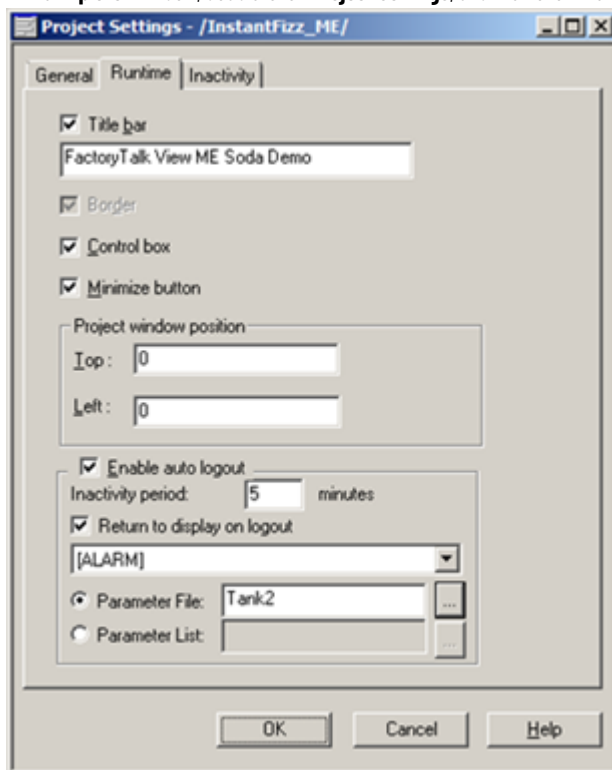 Project Settings - /InstantFizz_ME/
General Runtime Inactivity
Title bar
FactoryTalk View ME Soda Demo
Border
Control box
Minimize button
Project window position
Top: 0
Left: 0
Enable auto logout
Inactivity period: 5 minutes
Return to display on logout
[ALARM]
Parameter File: Tank2 ...
Parameter List: ...
OK Cancel Help